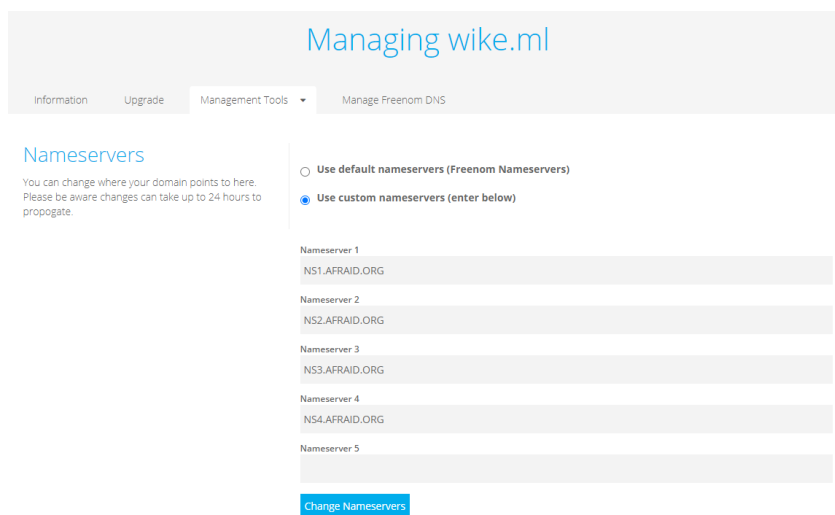 Managing wike.ml
Information Upgrade Management Tools Manage Freenom DNS
Nameservers
You can change where your domain points to here.
Please be aware changes can take up to 24 hours to
propogate.
Use default nameservers (Freenom Nameservers)
Use custom nameservers (enter below)
Nameserver 1
NS1.AFRAID.ORG
Nameserver 2
NS2.AFRAID.ORG
Nameserver 3
NS3.AFRAID.ORG
Nameserver 4
NS4.AFRAID.ORG
Nameserver 5
Change Nameservers